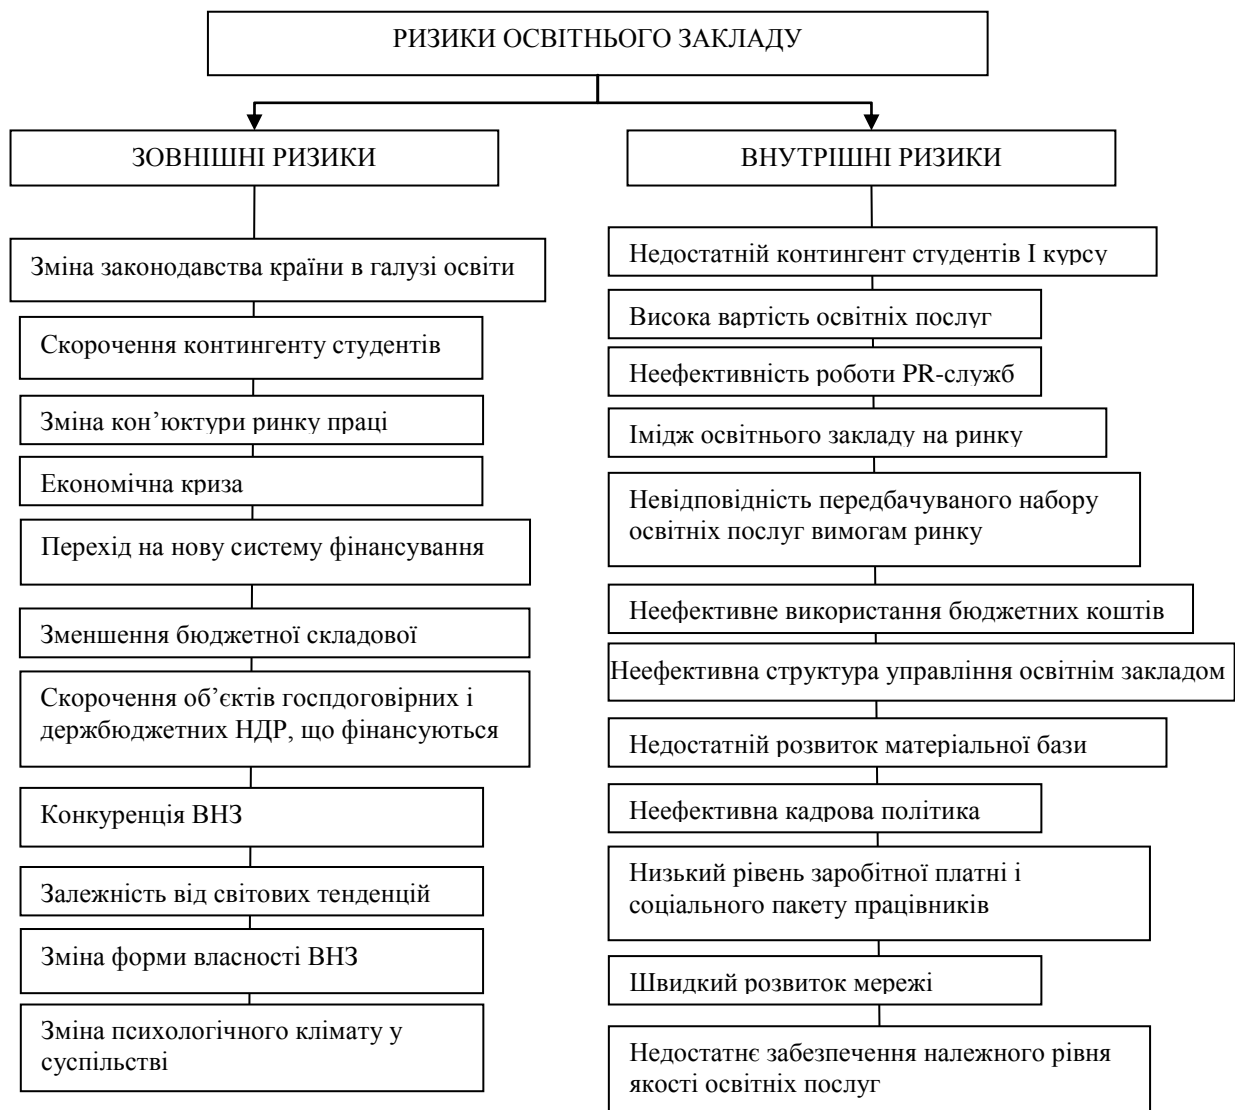 РИЗИКИ ОСВІТНЬОГО ЗАКЛАДУ
ЗОВНІШНІ РИЗИКИ
Зміна законодавства країни в галузі освіти
Скорочення контингенту студентів
Зміна кон’юктури ринку праці
Економічна криза
Перехід на нову систему фінансування
Зменшення бюджетної складової
Скорочення об’єктів госпдоговірних і
держбюджетних НДР, що фінансуються
Конкуренція ВНЗ
Залежність від світових тенденцій
Зміна форми власності ВНЗ
Зміна психологічного клімату у
суспільстві
ВНУТРІШНІ РИЗИКИ
Недостатній контингент студентів І курсу
Висока вартість освітніх послуг
Неефективність роботи PR-служб
Імідж освітнього закладу на ринку
Невідповідність передбачуваного набору
освітніх послуг вимогам ринку
Неефективне використання бюджетних коштів
Неефективна структура управління освітнім закладом
Недостатній розвиток матеріальної бази
Неефективна кадрова політика
Низький рівень заробітної платні і
соціального пакету працівників
Швидкий розвиток мережі
Недостатнє забезпечення належного рівня
якості освітніх послуг